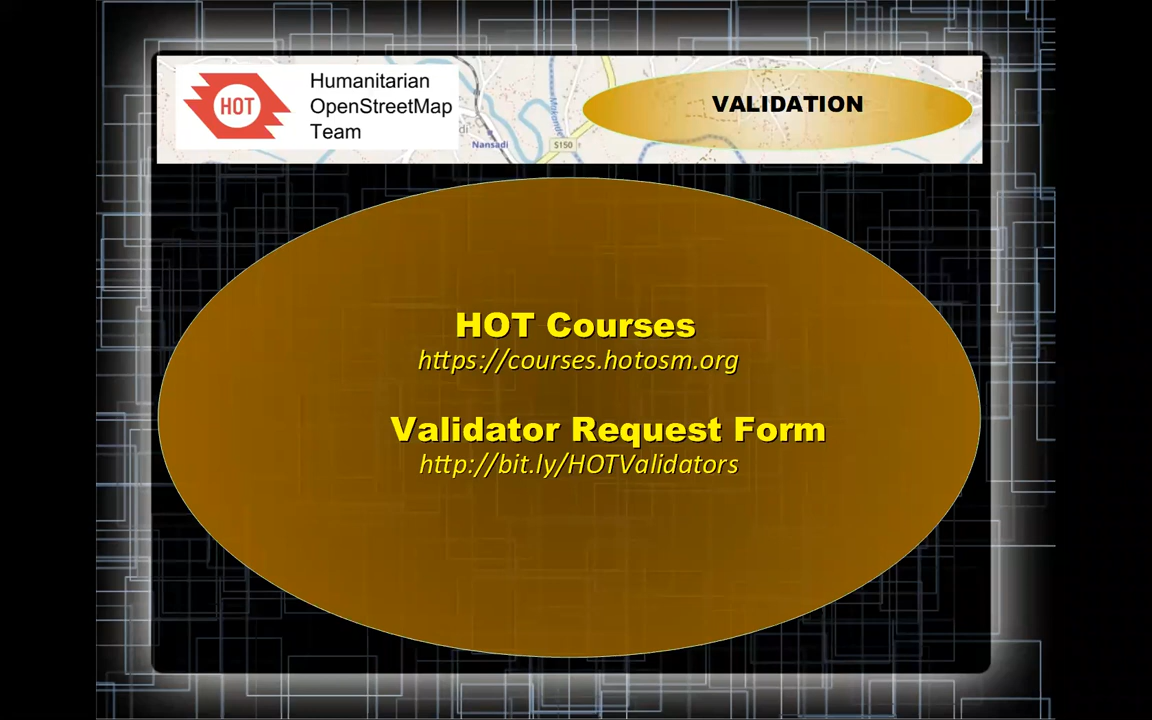 HOT
Humanitarian
OpenStreetMap
Team
VALIDATION
Nansadi
S150
HOT Courses
https://courses.hotosm.org
Validator Request Form
http://bit.ly/HOTValidators